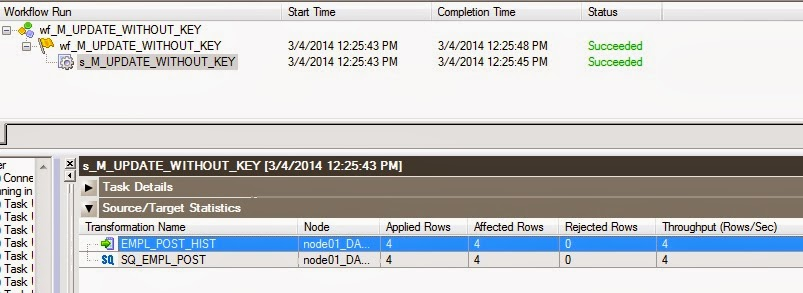 Workflow Run Start Time Completion Time Status
wf_M_UPDATE_WITHOUT_KEY
wf_M_UPDATE_WITHOUT_KEY 3/4/2014 12:25:43 PM 3/4/2014 12:25:48 PM Succeeded
s_M_UPDATE_WITHOUT_KEY 3/4/2014 12:25:43 PM 3/4/2014 12:25:45 PM Succeeded
er
) Conne
nning in
) Task U
) Task U
) Task U
) Task U
) Task U
) Task U
) Task U
s_M_UPDATE_WITHOUT_KEY [3/4/2014 12:25:43 PM]
Task Details
Source/Target Statistics
Transformation Name Node Applied Rows Affected Rows Rejected Rows Throughput (Rows/Sec)
EMPL_POST_HIST node01_DA... 4 4 0 4
SQ SQ_EMPL_POST node01_DA... 4 4 0 4